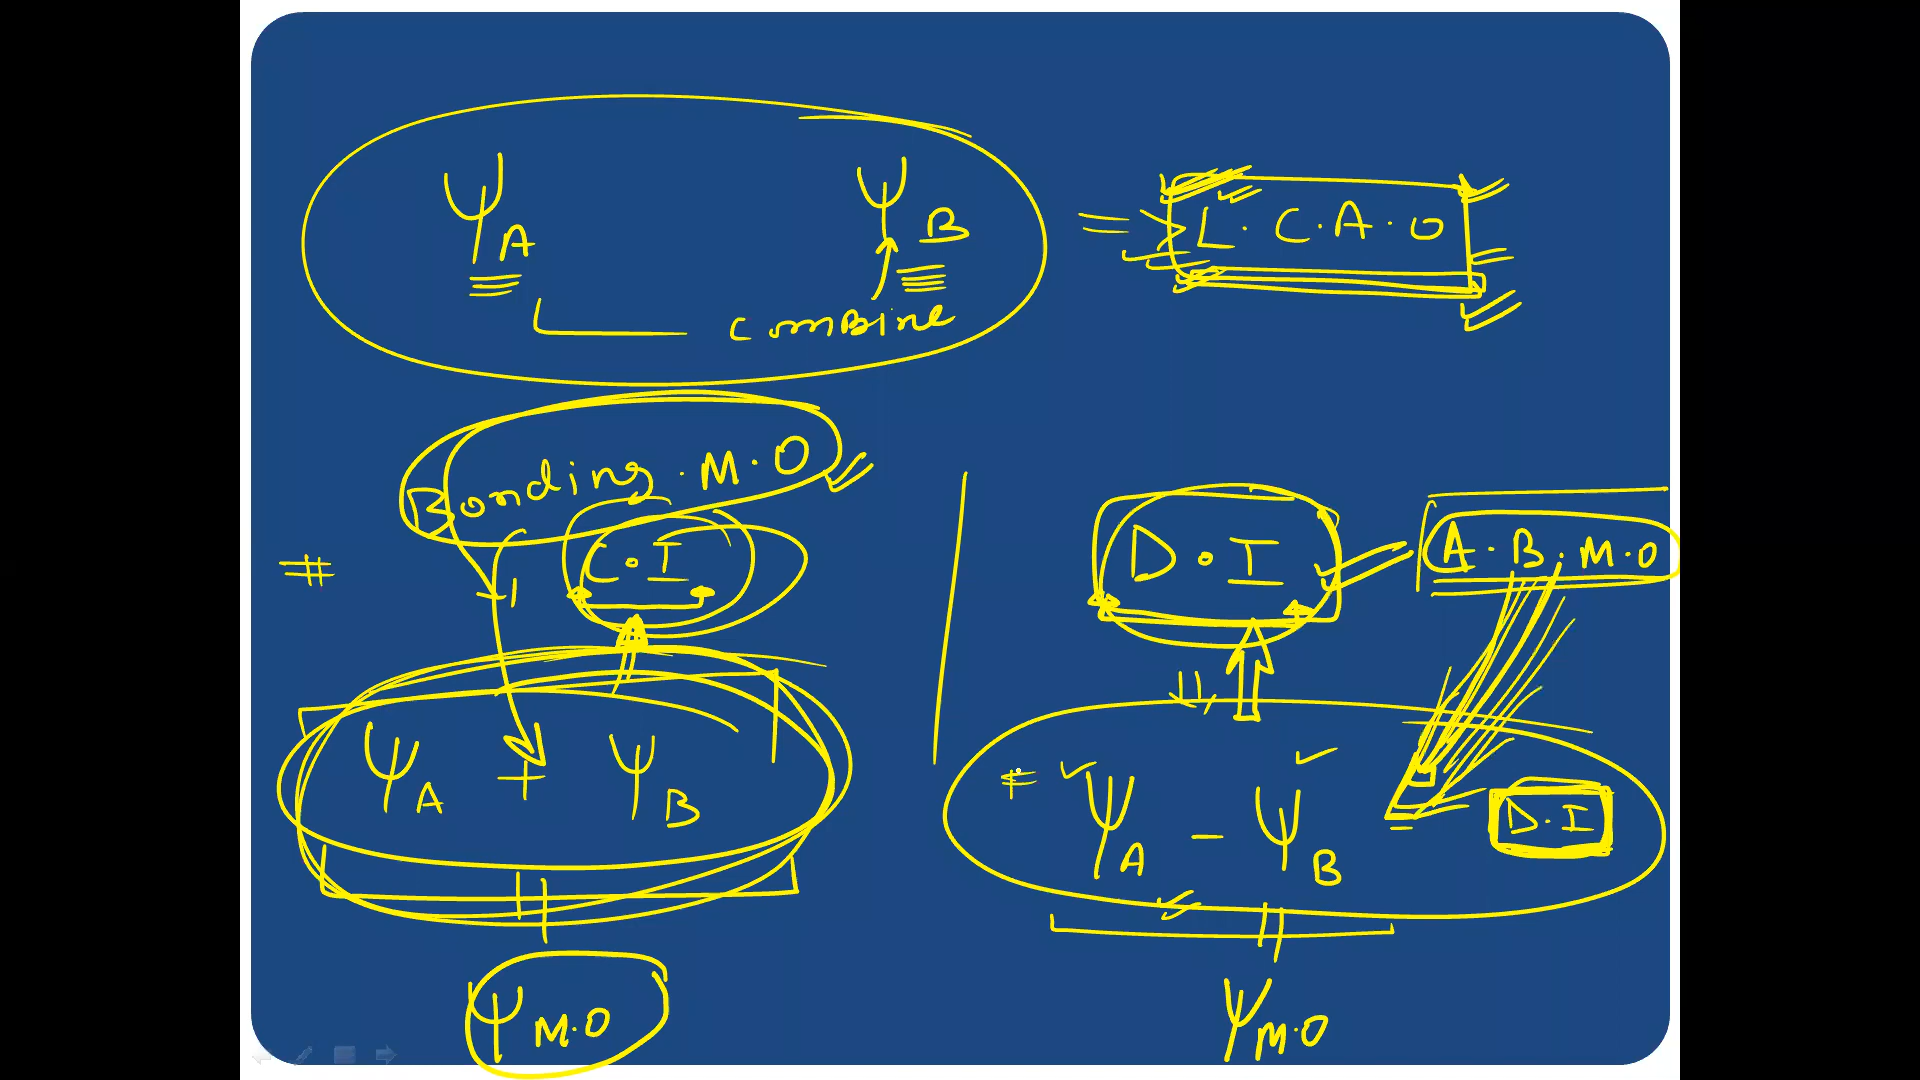 ψA ψB => L.C.A.O
combine
Bonding.M.O
# C.I
ψA + ψB
ψM.O
D.I = A.B.M.O
# ψA - ψB D.I
ψM.O